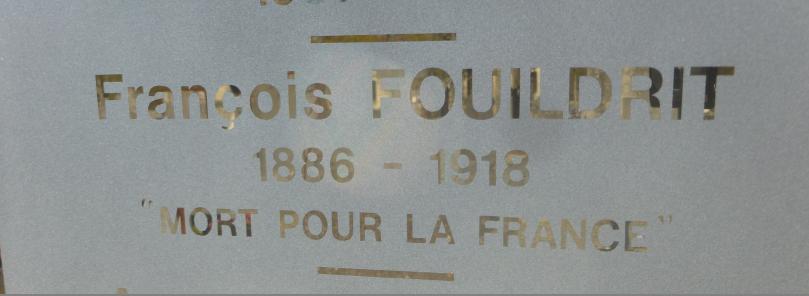 François FOUILDRIT
1886 - 1918
"MORT POUR LA FRANCE"